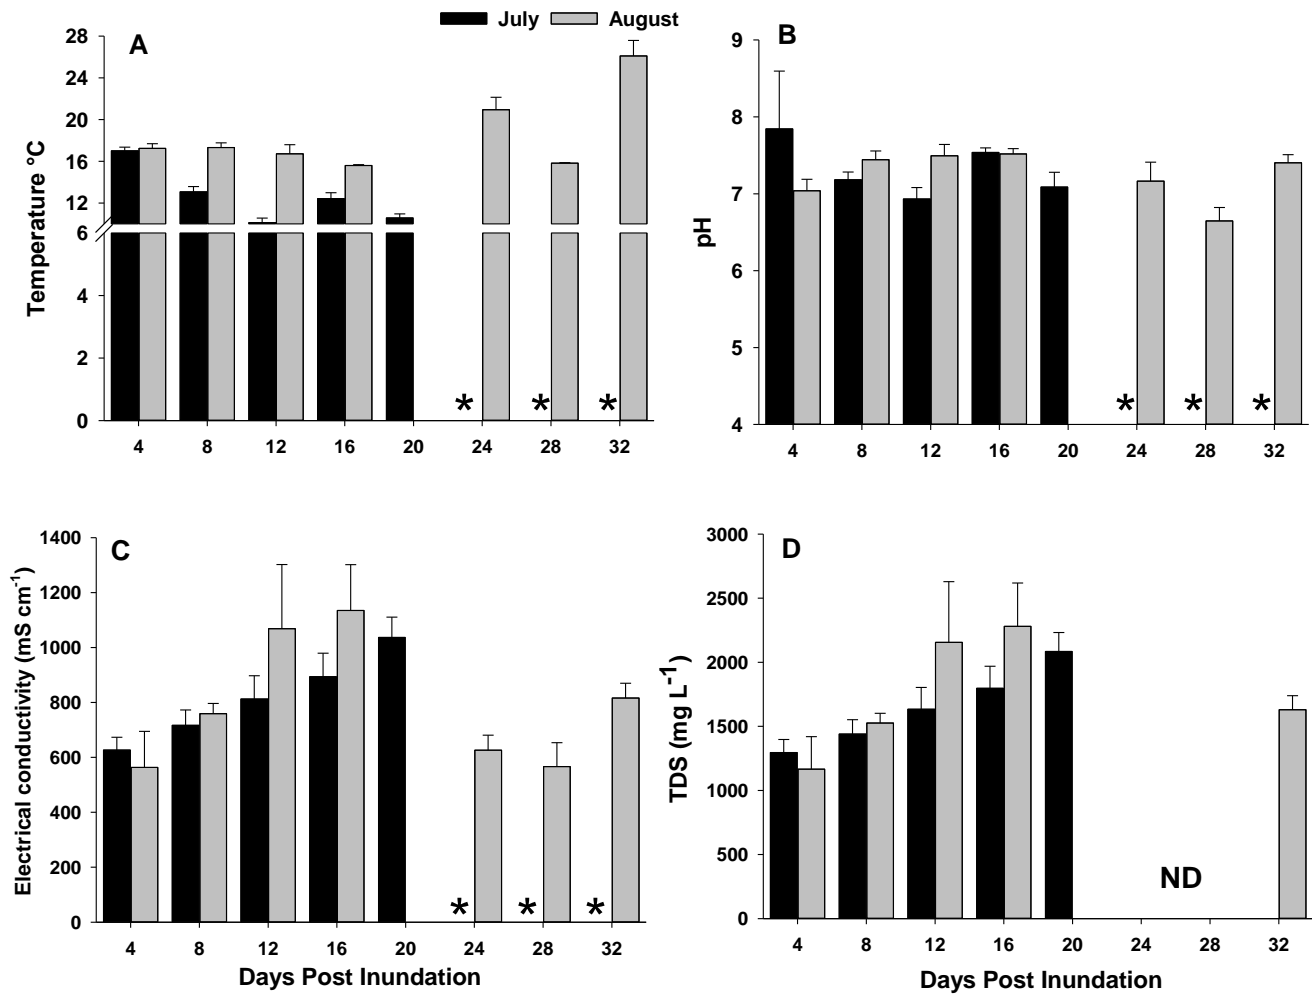 July August
A
28
24
20
16
12
6
4
2
0
Temperature °C
* * *
4 8 12 16 20 24 28 32
B
9
8
7
6
5
4
pH
* * *
4 8 12 16 20 24 28 32
C
1400
1200
1000
800
600
400
200
0
Electrical conductivity (mS cm-1)
* * *
4 8 12 16 20 24 28 32
Days Post Inundation
D
3000
2500
2000
1500
1000
500
0
TDS (mg L-1)
ND
4 8 12 16 20 24 28 32
Days Post Inundation